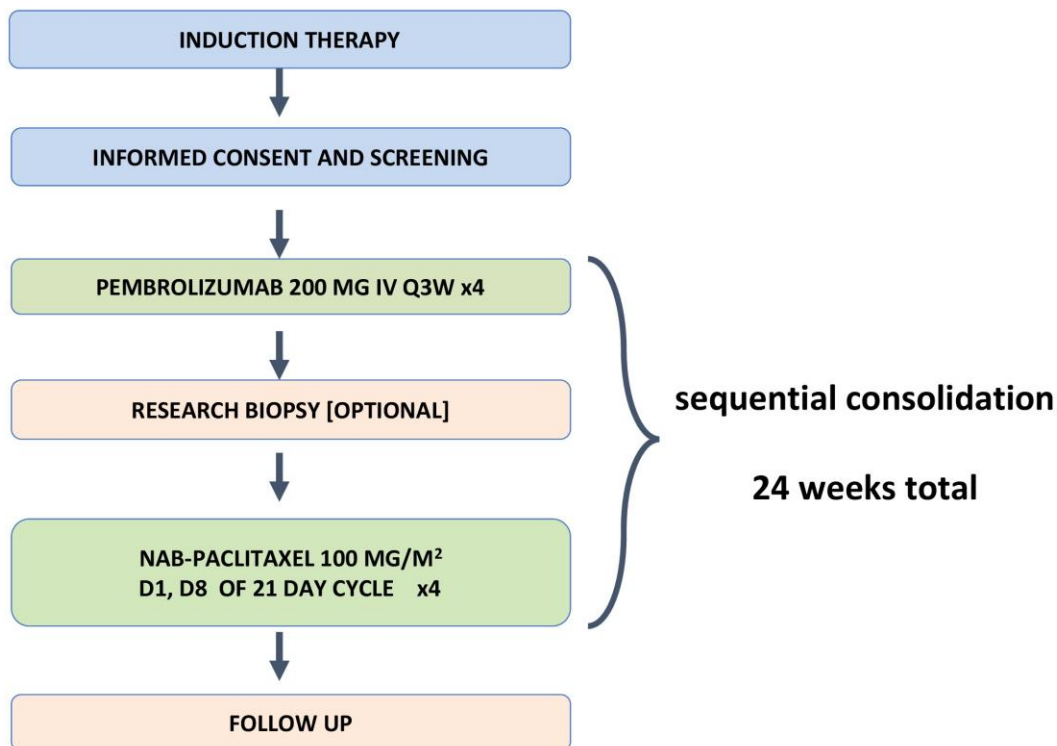 INDUCTION THERAPY
INFORMED CONSENT AND SCREENING
PEMBROLIZUMAB 200 MG IV Q3W x4
RESEARCH BIOPSY [OPTIONAL]
NAB-PACLITAXEL 100 MG/M²
D1, D8 OF 21 DAY CYCLE x4
FOLLOW UP
sequential consolidation
24 weeks total